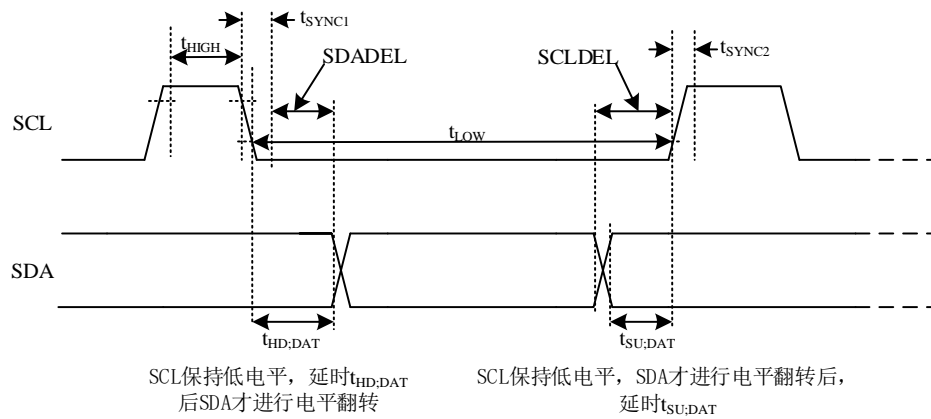 tSYNC1
tHIGH
SDADEL
SCLDEL
tSYNC2
SCL
tLOW
SDA
tHD;DAT
tSU;DAT
SCL保持低电平，延时tHD;DAT
后SDA才进行电平翻转
SCL保持低电平，SDA才进行电平翻转后，
延时tSU;DAT